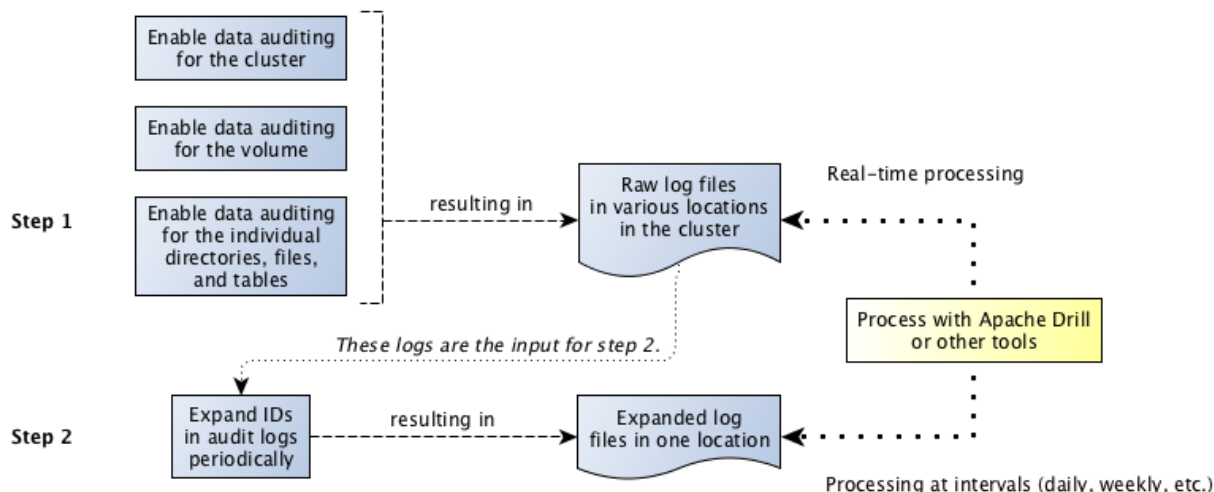 Enable data auditing
for the cluster
Enable data auditing
for the volume
Step 1
Enable data auditing
for the individual
directories, files,
and tables
resulting in
Raw log files
in various locations
in the cluster
Real-time processing
Process with Apache Drill
or other tools
These logs are the input for step 2.
Step 2
Expand IDs
in audit logs
periodically
resulting in
Expanded log
files in one location
Processing at intervals (daily, weekly, etc.)